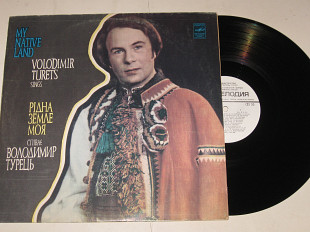 MY
NATIVE
LAND
VOLODIMIR
TURETS
SINGS
РІДНА
ЗЕМЛЕ
МОЯ
СПІВАЄ
ВОЛОДИМИР
ТУРЕЦЬ
МЕЛОДИЯ